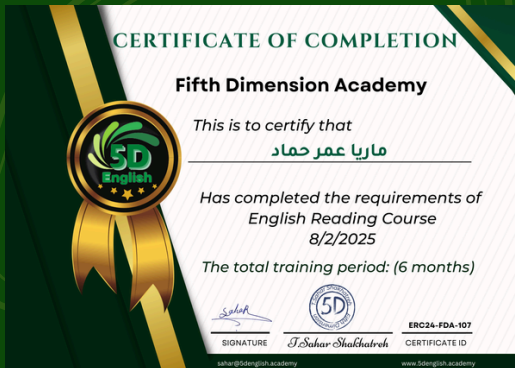 CERTIFICATE OF COMPLETION
Fifth Dimension Academy
This is to certify that
ماريا عمر حماد
5D
English
Has completed the requirements of
English Reading Course
8/2/2025
The total training period: (6 months)
Sahar
5D
ERC24-FDA-107
SIGNATURE
T.Sahar Shakhatreh
CERTIFICATE ID
sahar@5denglish.academy
www.5denglish.academy